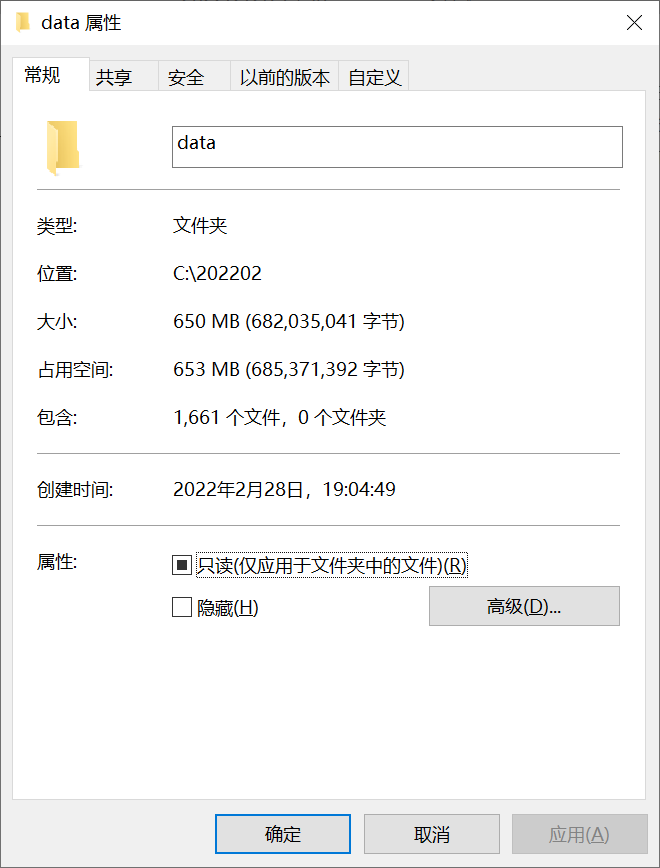 data 属性
常规 共享 安全 以前的版本 自定义
data
类型: 文件夹
位置: C:\202202
大小: 650 MB (682,035,041 字节)
占用空间: 653 MB (685,371,392 字节)
包含: 1,661 个文件，0 个文件夹
创建时间: 2022年2月28日，19:04:49
属性: 只读(仅应用于文件夹中的文件)(R)
隐藏(H) 高级(D)...
确定 取消 应用(A)